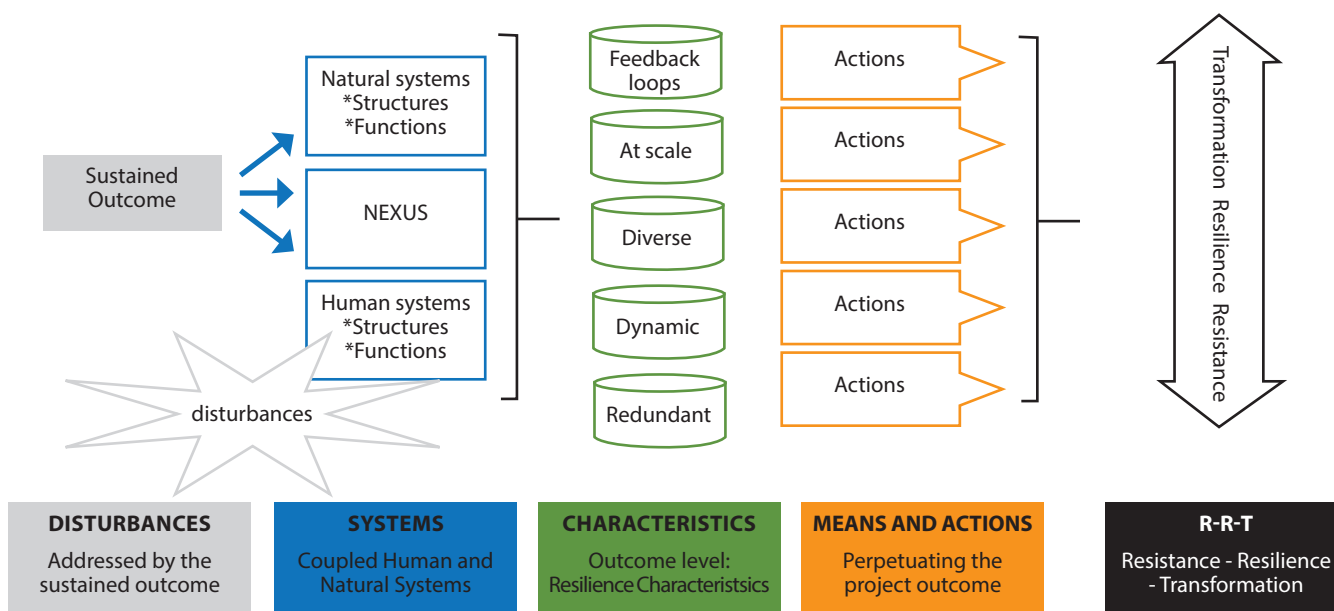 Sustained
Outcome
Natural systems
*Structures
*Functions
NEXUS
Human systems
*Structures
*Functions
disturbances
Feedback
loops
At scale
Diverse
Dynamic
Redundant
Actions
Actions
Actions
Actions
Actions
Transformation Resilience Resistance
DISTURBANCES
Addressed by the
sustained outcome
SYSTEMS
Coupled Human and
Natural Systems
CHARACTERISTICS
Outcome level:
Resilience Characteristsics
MEANS AND ACTIONS
Perpetuating the
project outcome
R-R-T
Resistance - Resilience
- Transformation